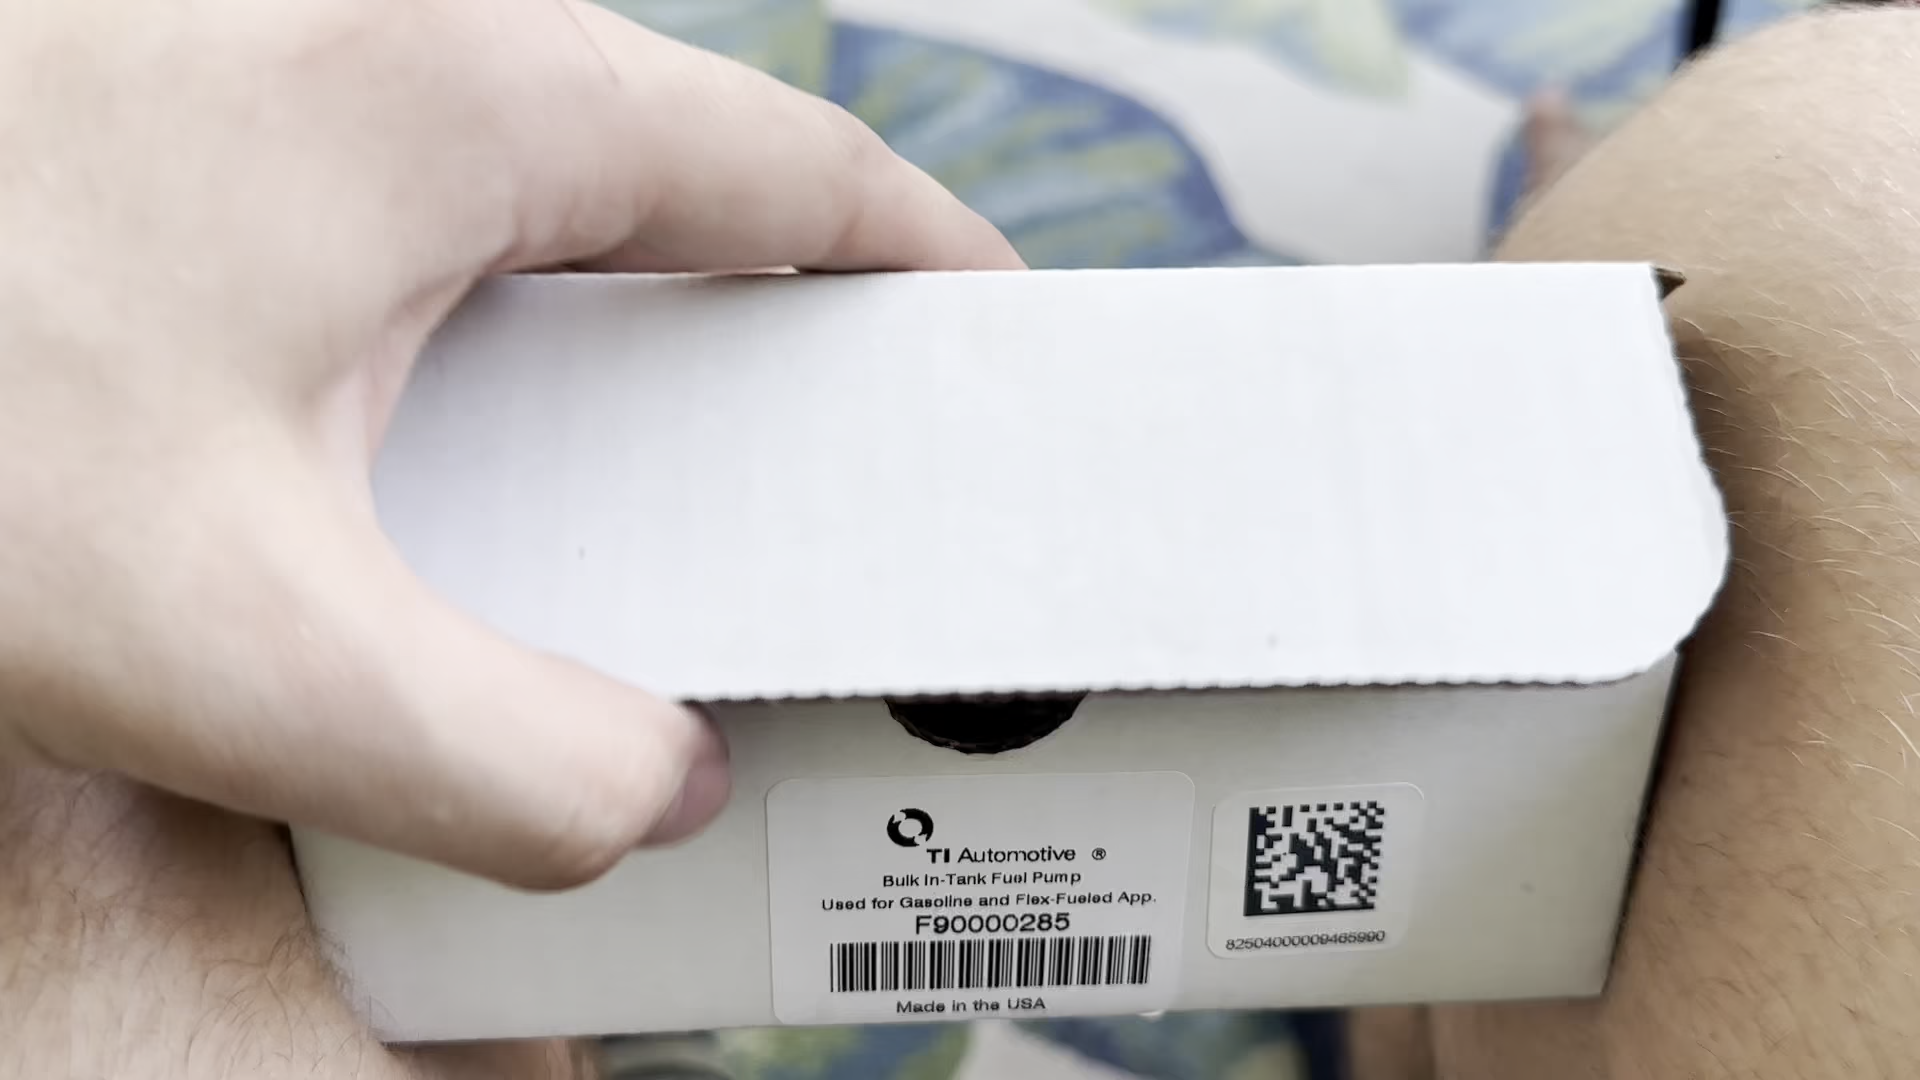 TI Automotive ®
Bulk In-Tank Fuel Pump
Used for Gasoline and Flex-Fueled App.
F90000285
Made in the USA
82504000009465990